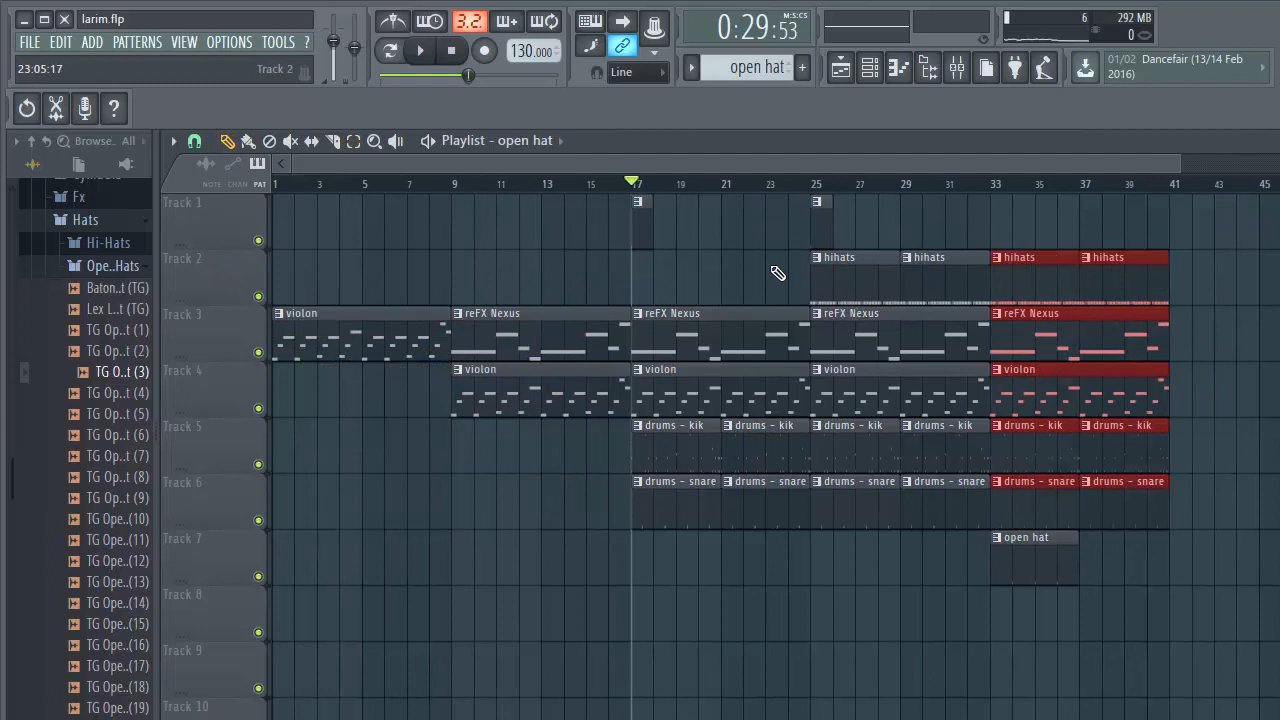 larim.flp
FILE EDIT ADD PATTERNS VIEW OPTIONS TOOLS ?
23:05:17 Track 2
3.2
130.000
0:29:53
M:S:CS
Line
open hat
6 292 MB
0
01/02 Dancefair (13/14 Feb
2016)
Browse.. All
Playlist - open hat
NOTE CHAN PAT
1 3 5 7 9 11 13 15 17 19 21 23 25 27 29 31 33 35 37 39 41 43 45
Fx
Hats
Hi-Hats
Ope..Hats
Baton..t (TG)
Lex L..t (TG)
TG Op..t (1)
TG Op..t (2)
TG O..t (3)
TG Op..t (4)
TG Op..t (5)
TG Op..t (6)
TG Op..t (7)
TG Op..t (8)
TG Op..t (9)
TG Ope..(10)
TG Ope..(11)
TG Ope..(12)
TG Ope..(13)
TG Ope..(14)
TG Ope..(15)
TG Ope..(16)
TG Ope..(17)
TG Ope..(18)
TG Ope..(19)
Track 1
Track 2
hihats hihats hihats hihats
Track 3
violon reFX Nexus reFX Nexus reFX Nexus reFX Nexus
Track 4
violon violon violon violon
Track 5
drums - kik drums - kik drums - kik drums - kik drums - kik drums - kik
Track 6
drums - snare drums - snare drums - snare drums - snare drums - snare drums - snare
Track 7
open hat
Track 8
Track 9
Track 10